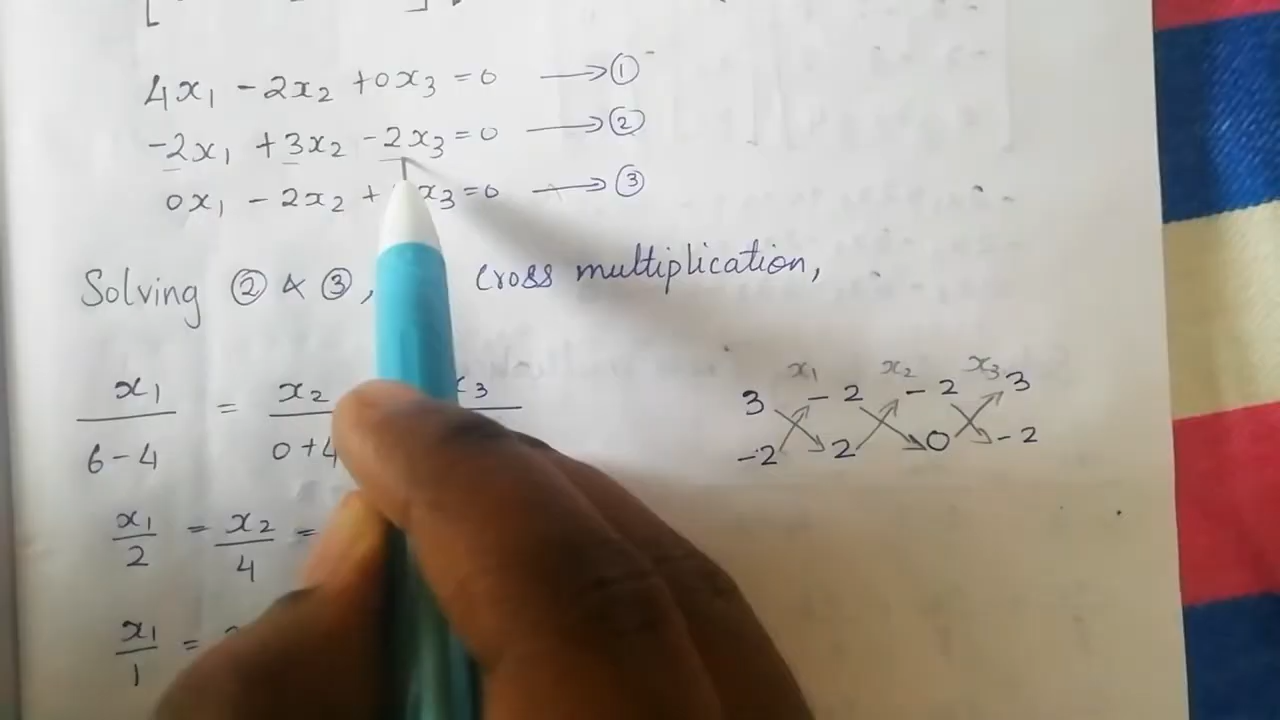 4x₁ - 2x₂ + 0x₃ = 0 → ①
-2x₁ + 3x₂ - 2x₃ = 0 → ②
0x₁ - 2x₂ + x₃ = 0 → ③
Solving ② & ③, cross multiplication,
x₁/(6-4) = x₂/(0+4 x₃
x₁ x₂ x₃
3 -2 -2 3
-2 2 0 -2
x₁/2 = x₂/4 =
x₁/1 =